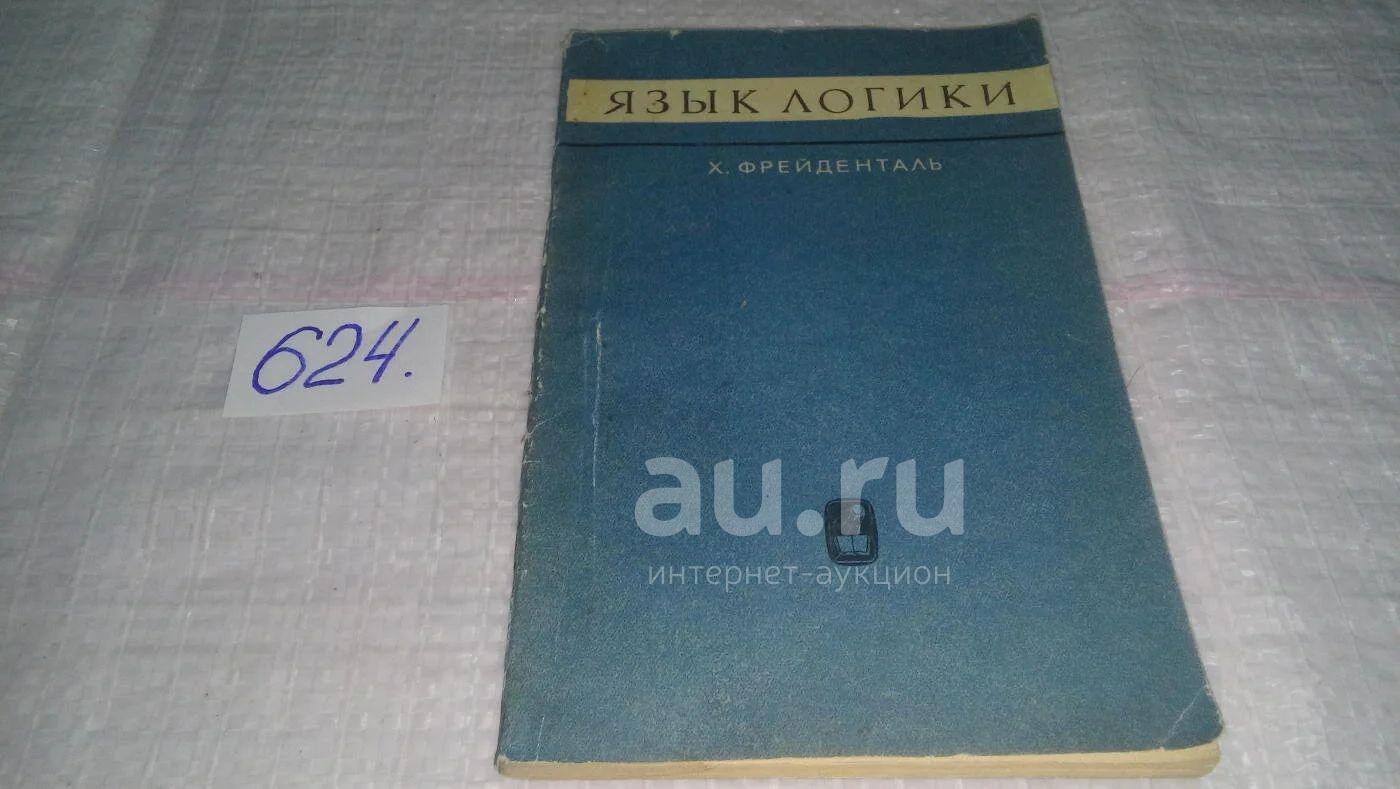 ЯЗЫК ЛОГИКИ
Х. ФРЕЙДЕНТАЛЬ
624.
au.ru
интернет-аукцион